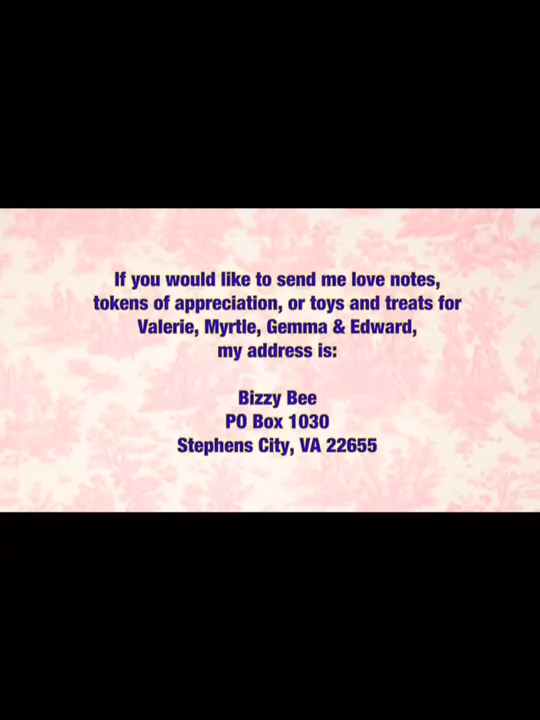 If you would like to send me love notes,
tokens of appreciation, or toys and treats for
Valerie, Myrtle, Gemma & Edward,
my address is:
Bizzy Bee
PO Box 1030
Stephens City, VA 22655